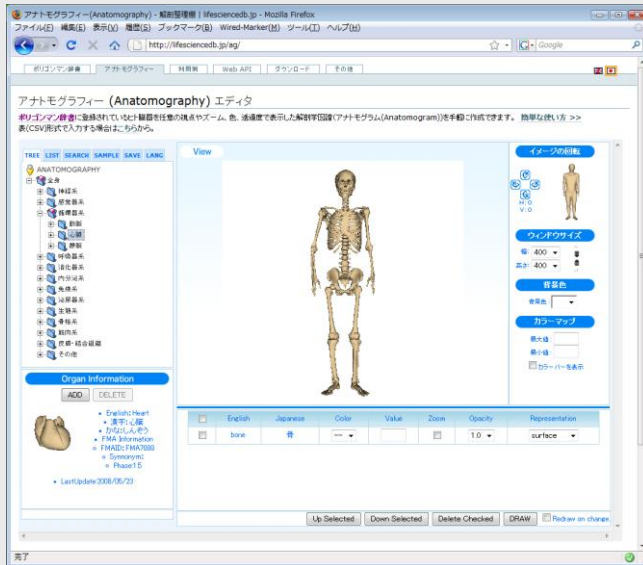 アナトモグラフィー(Anatomography) - 解剖整理棚 | lifesciencedb.jp - Mozilla Firefox
ファイル(F) 編集(E) 表示(V) 履歴(S) ブックマーク(B) Wired-Marker(M) ツール(T) ヘルプ(H)
http://lifesciencedb.jp/ag/
Google
ポリゴンマン辞書 アナトモグラフィー 利用例 Web API ダウンロード その他
アナトモグラフィー (Anatomography) エディタ
ポリゴンマン辞書に登録されているヒト臓器を任意の視点やズーム、色、透過度で表示した解剖学図譜(アナトモグラム(Anatomogram))を手軽に作成できます。 簡単な使い方 >>
表(CSV)形式で入力する場合はこちらから。
TREE LIST SEARCH SAMPLE SAVE LANG
ANATOMOGRAPHY
全身
神経系
感覚器系
循環器系
動脈
心臓
静脈
呼吸器系
消化器系
内分泌系
免疫系
泌尿器系
生殖系
骨格系
筋肉系
皮膚・結合組織
その他
Organ Information
ADD DELETE
English: Heart
漢字: 心臓
かな: しんぞう
FMA Information
FMAID: FMA7088
Synonym:
Phase:1.5
LastUpdate:2008/05/23
View
イメージの回転
H: 0
V: 0
ウィンドウサイズ
幅: 400
高さ: 400
背景色
背景色:
カラーマップ
最大値:
最小値:
カラーバーを表示
English Japanese Color Value Zoom Opacity Representation
bone 骨 -- 1.0 surface
Up Selected Down Selected Delete Checked DRAW Redraw on change
完了